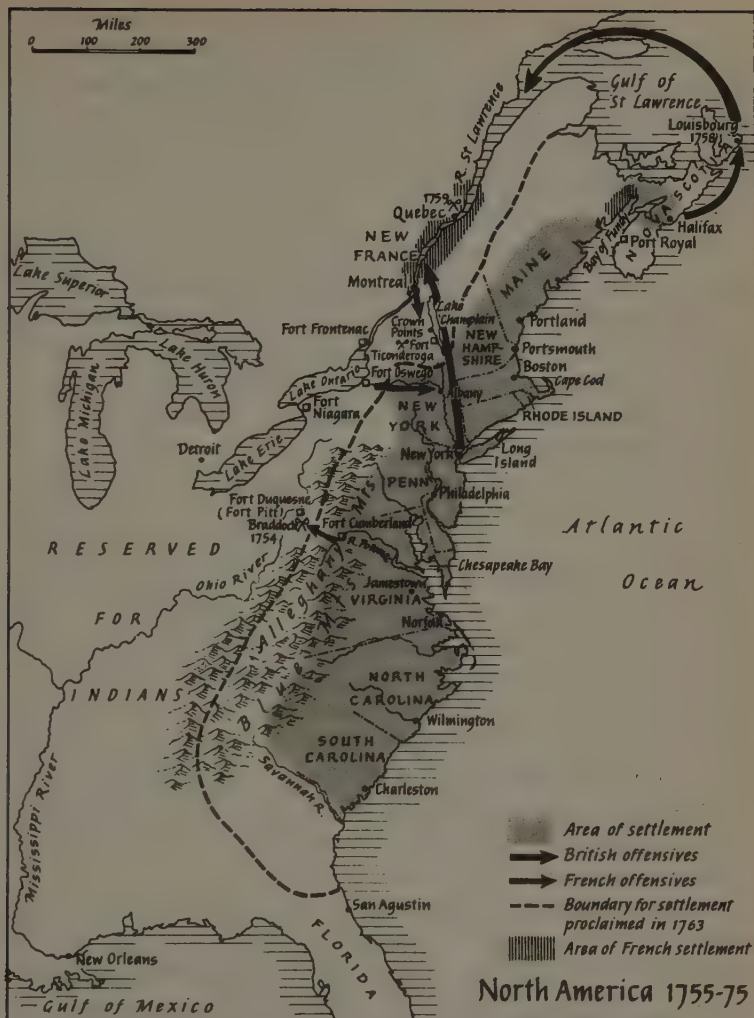 Miles
0 100 200 300
Gulf of
St Lawrence
Louisbourg
1758
R. St Lawrence
NOVA SCOTIA
Halifax
Bay of Fundy
Port Royal
1759
Quebec
NEW
FRANCE
Montreal
MAINE
Lake Superior
Lake Michigan
Lake Huron
Fort Frontenac
Crown
Points
Fort
Ticonderoga
Lake
Champlain
NEW
HAMP-
SHIRE
Portland
Portsmouth
Boston
Cape Cod
Lake Ontario
Fort Oswego
Albany
Fort
Niagara
NEW
YORK
RHODE ISLAND
Detroit
Lake Erie
New York
Long
Island
PENN
Philadelphia
Fort Duquesne
(Fort Pitt)
Braddock
1754
Fort Cumberland
Alleghany Mts
Atlantic
Ocean
RESERVED
FOR
INDIANS
Ohio River
Chesapeake Bay
Jamestown
VIRGINIA
Norfolk
NORTH
CAROLINA
Wilmington
SOUTH
CAROLINA
Savannah R.
Charleston
Mississippi River
San Agustin
FLORIDA
New Orleans
Gulf of Mexico
Area of settlement
British offensives
French offensives
Boundary for settlement
proclaimed in 1763
Area of French settlement
North America 1755-75